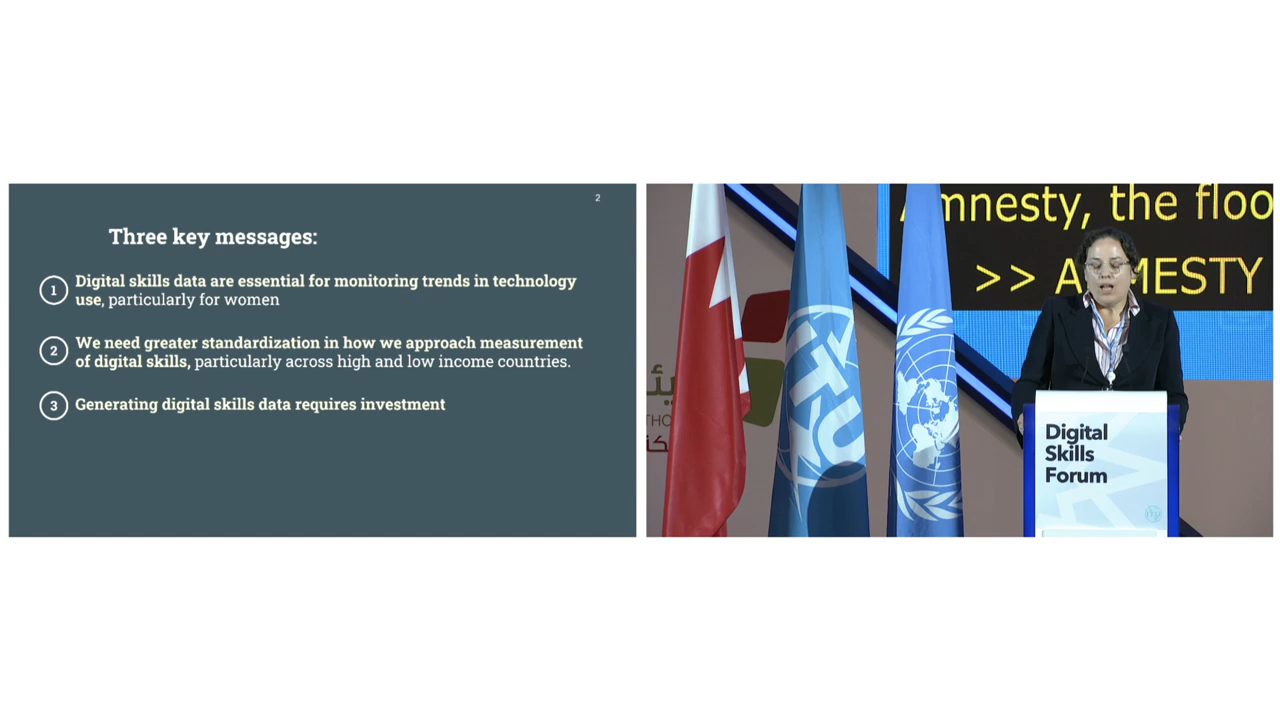 2
Three key messages:
1
Digital skills data are essential for monitoring trends in technology
use, particularly for women
2
We need greater standardization in how we approach measurement
of digital skills, particularly across high and low income countries.
3
Generating digital skills data requires investment
Amnesty, the floo
>> A
MESTY
ITU
Digital
Skills
Forum